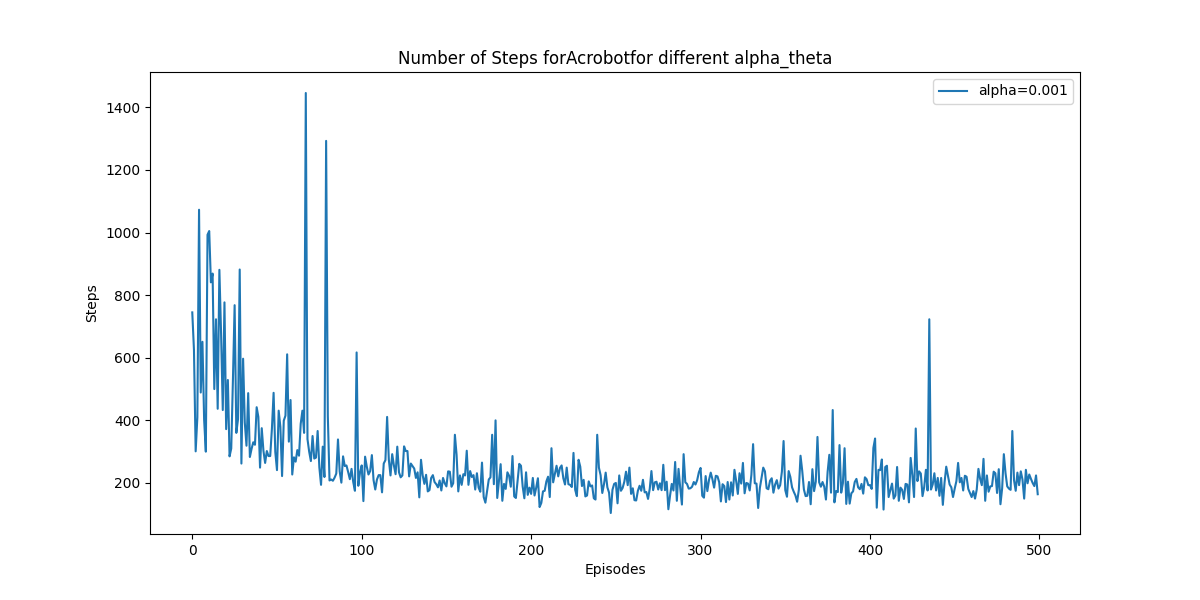 Number of Steps forAcrobotfor different alpha_theta
alpha=0.001
1400
1200
1000
800
600
400
200
Steps
0 100 200 300 400 500
Episodes